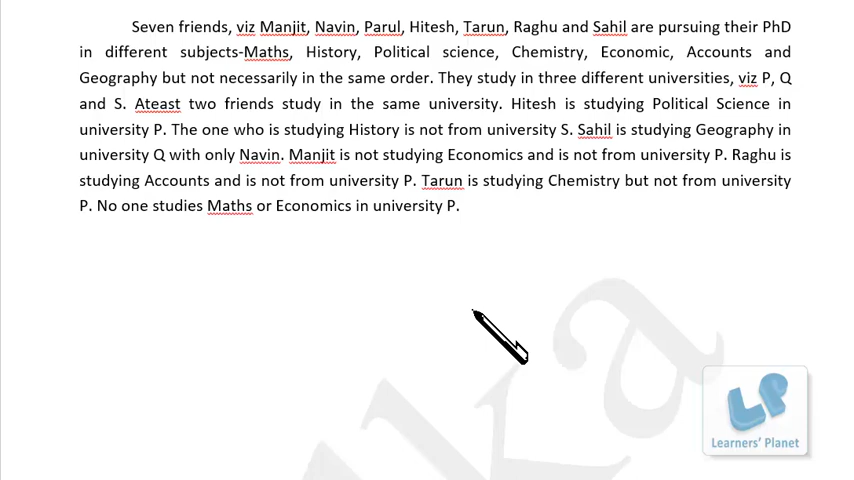 Seven friends, viz Manjit, Navin, Parul, Hitesh, Tarun, Raghu and Sahil are pursuing their PhD
in different subjects-Maths, History, Political science, Chemistry, Economic, Accounts and
Geography but not necessarily in the same order. They study in three different universities, viz P, Q
and S. Ateast two friends study in the same university. Hitesh is studying Political Science in
university P. The one who is studying History is not from university S. Sahil is studying Geography in
university Q with only Navin. Manjit is not studying Economics and is not from university P. Raghu is
studying Accounts and is not from university P. Tarun is studying Chemistry but not from university
P. No one studies Maths or Economics in university P.
ka
LP
Learners' Planet